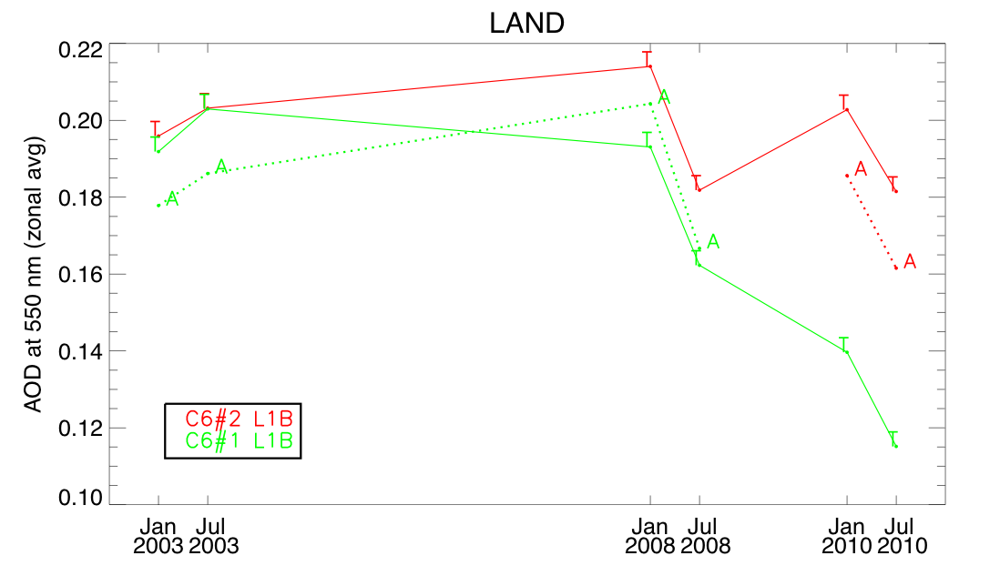 LAND
AOD at 550 nm (zonal avg)
0.22
0.20
0.18
0.16
0.14
0.12
0.10
T
T
T
T
T
T
T
T
T
T
T
T
A
A
A
A
A
A
C6#2 L1B
C6#1 L1B
Jan Jul Jan Jul Jan Jul
2003 2003 2008 2008 2010 2010